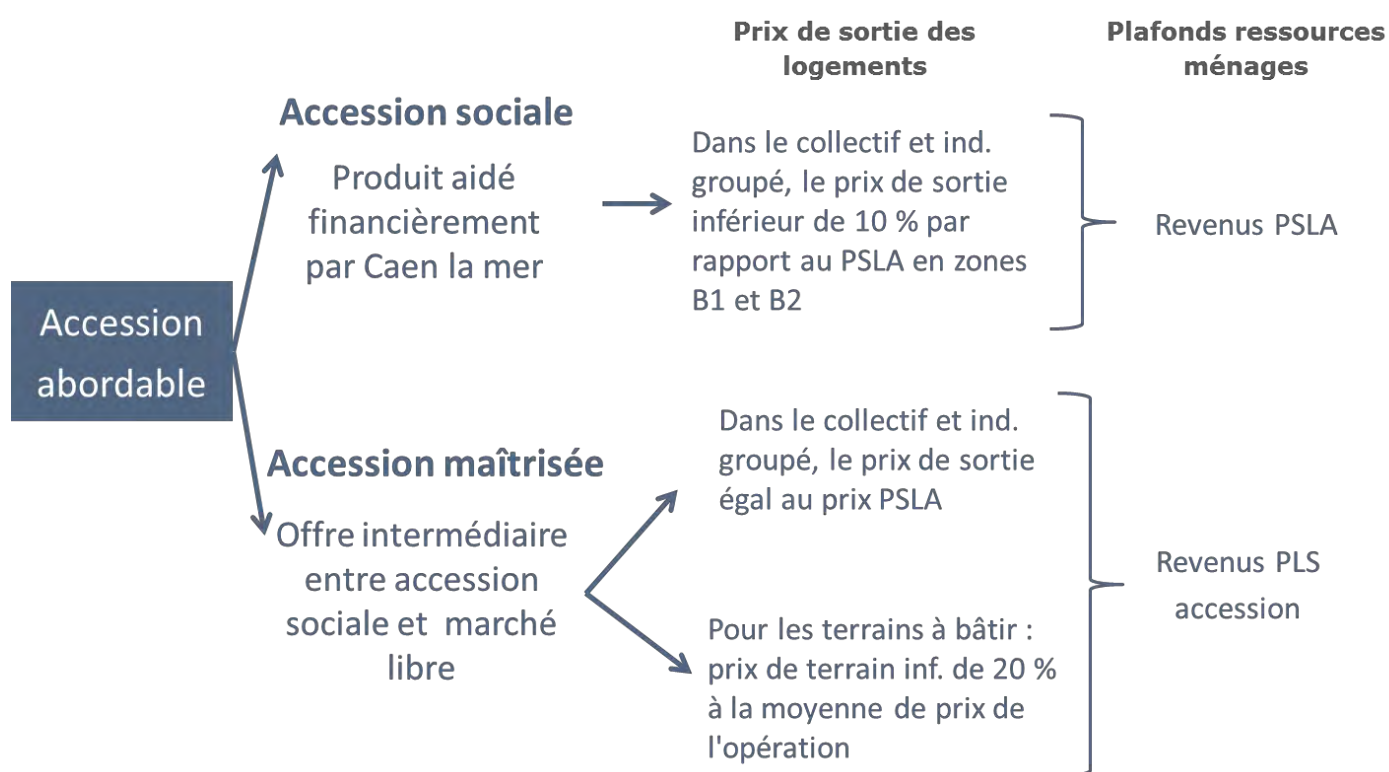 Prix de sortie des
logements
Plafonds ressources
ménages
Accession abordable
Accession sociale
Produit aidé
financièrement
par Caen la mer
Dans le collectif et ind.
groupé, le prix de sortie
inférieur de 10 % par
rapport au PSLA en zones
B1 et B2
Revenus PSLA
Accession maîtrisée
Offre intermédiaire
entre accession
sociale et marché
libre
Dans le collectif et ind.
groupé, le prix de sortie
égal au prix PSLA
Pour les terrains à bâtir :
prix de terrain inf. de 20 %
à la moyenne de prix de
l'opération
Revenus PLS
accession